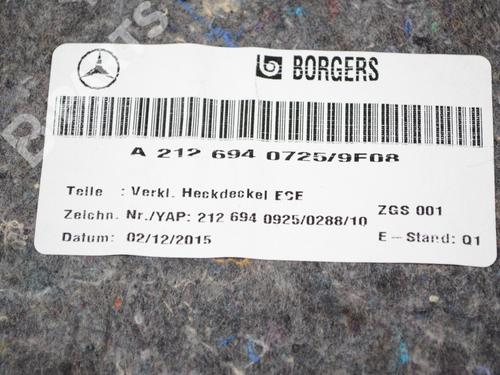 BORGERS
A 212 694 0725/9F08
Teile : Verkl. Heckdeckel ECE
Zeichn. Nr./YAP: 212 694 0925/0288/10 ZGS 001
Datum: 02/12/2015 E-Stand: Q1